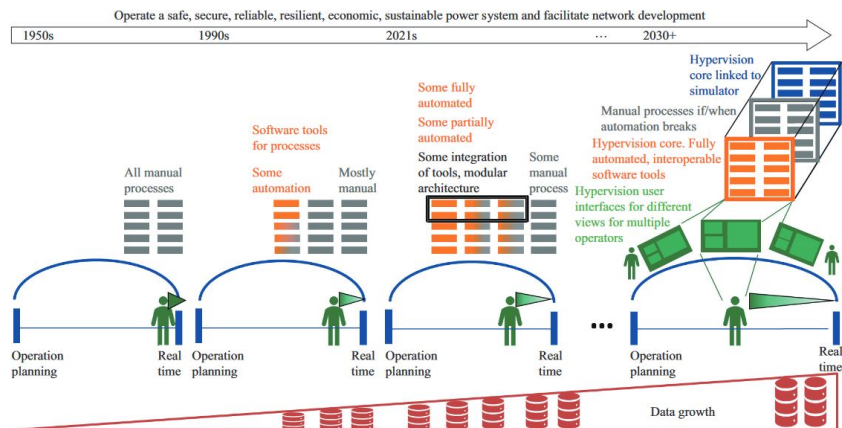 Operate a safe, secure, reliable, resilient, economic, sustainable power system and facilitate network development
1950s
1990s
2021s
...
2030+
Hypervision
core linked to
simulator
Some fully
automated
Manual processes if/when
automation breaks
Software tools
for processes
Some partially
automated
Hypervision core. Fully
automated, interoperable
software tools
All manual
processes
Some
automation
Mostly
manual
Some integration
of tools, modular
architecture
Some
manual
process
Hypervision user
interfaces for different
views for multiple
operators
...
Operation
planning
Real
time
Operation
planning
Real
time
Operation
planning
Real
time
Operation
planning
Real
time
Data growth